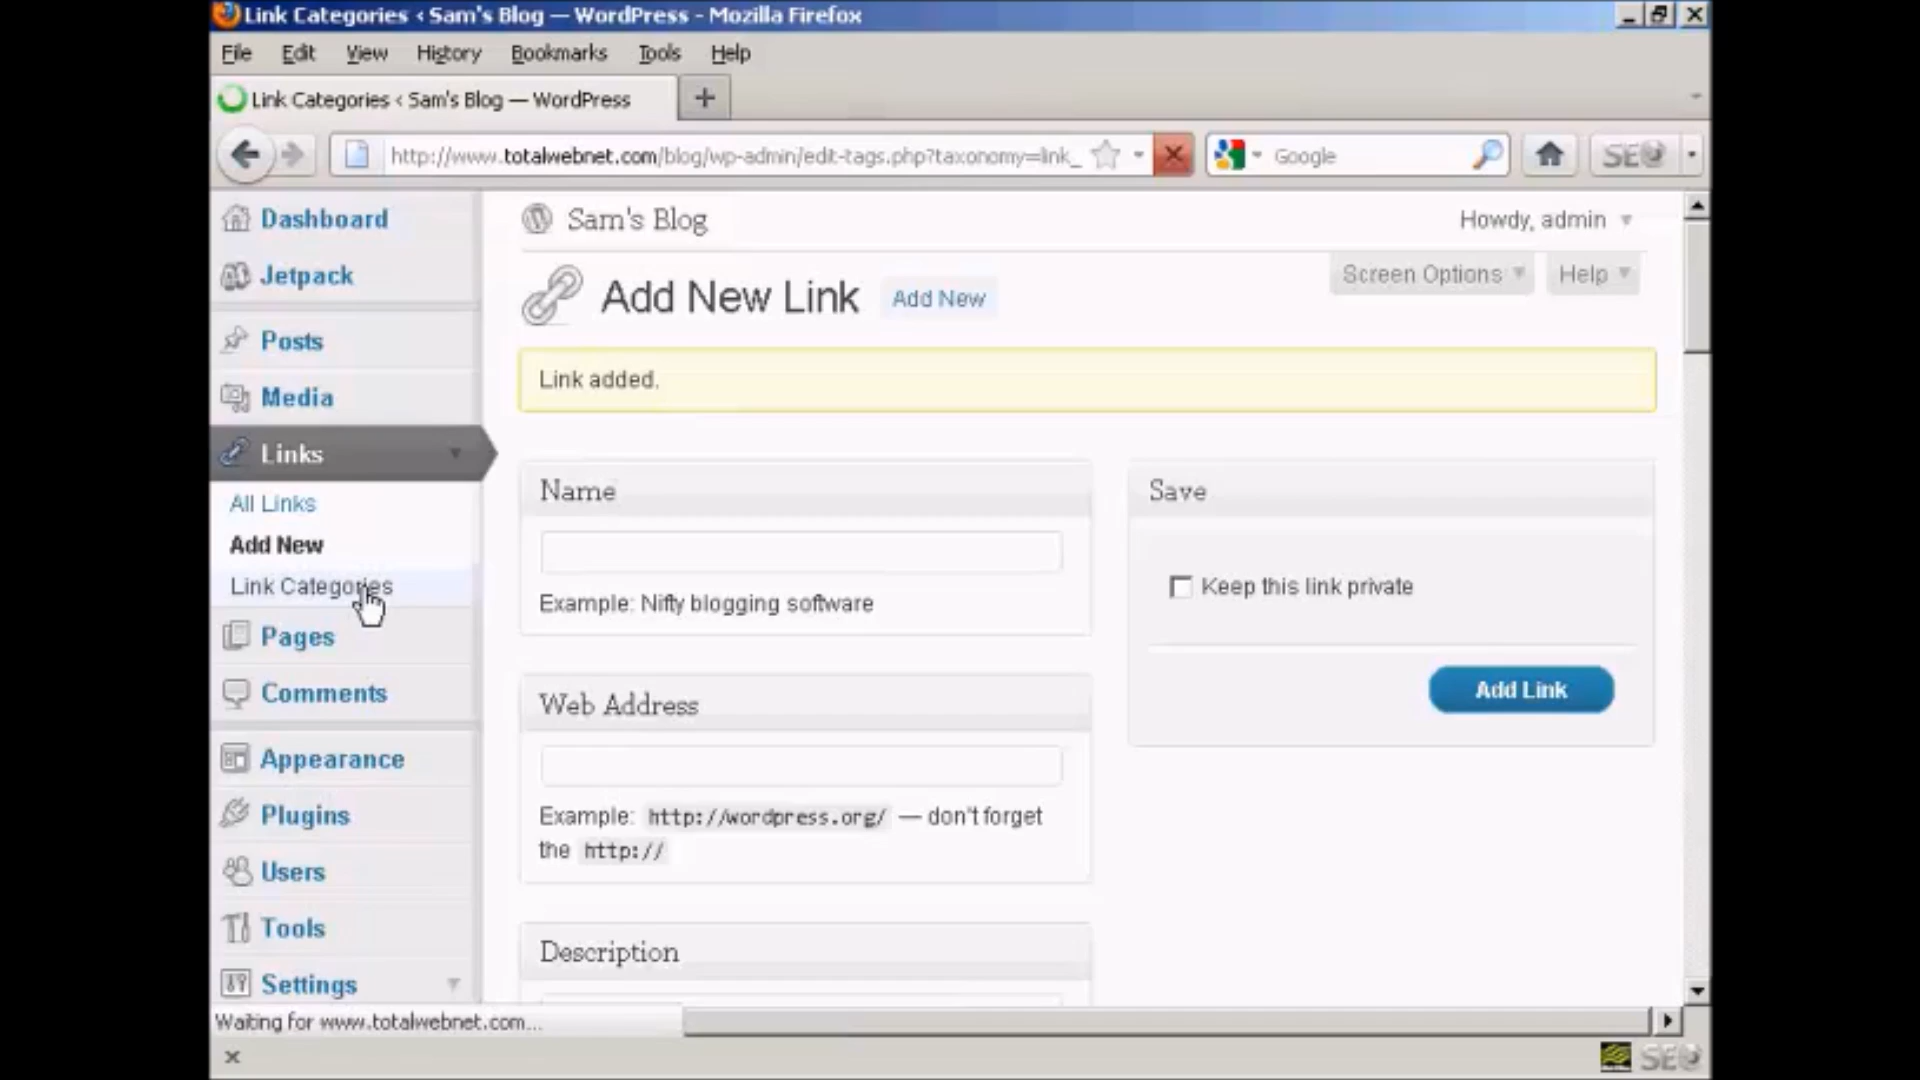 Link Categories ‹ Sam's Blog — WordPress - Mozilla Firefox
File Edit View History Bookmarks Tools Help
Link Categories ‹ Sam's Blog — WordPress
http://www.totalwebnet.com/blog/wp-admin/edit-tags.php?taxonomy=link_
Google
SEO
Dashboard
Jetpack
Posts
Media
Links
All Links
Add New
Link Categories
Pages
Comments
Appearance
Plugins
Users
Tools
Settings
Sam's Blog
Howdy, admin
Screen Options
Help
Add New Link
Add New
Link added.
Name
Example: Nifty blogging software
Web Address
Example: http://wordpress.org/ — don't forget
the http://
Description
Save
Keep this link private
Add Link
Waiting for www.totalwebnet.com...
SEO